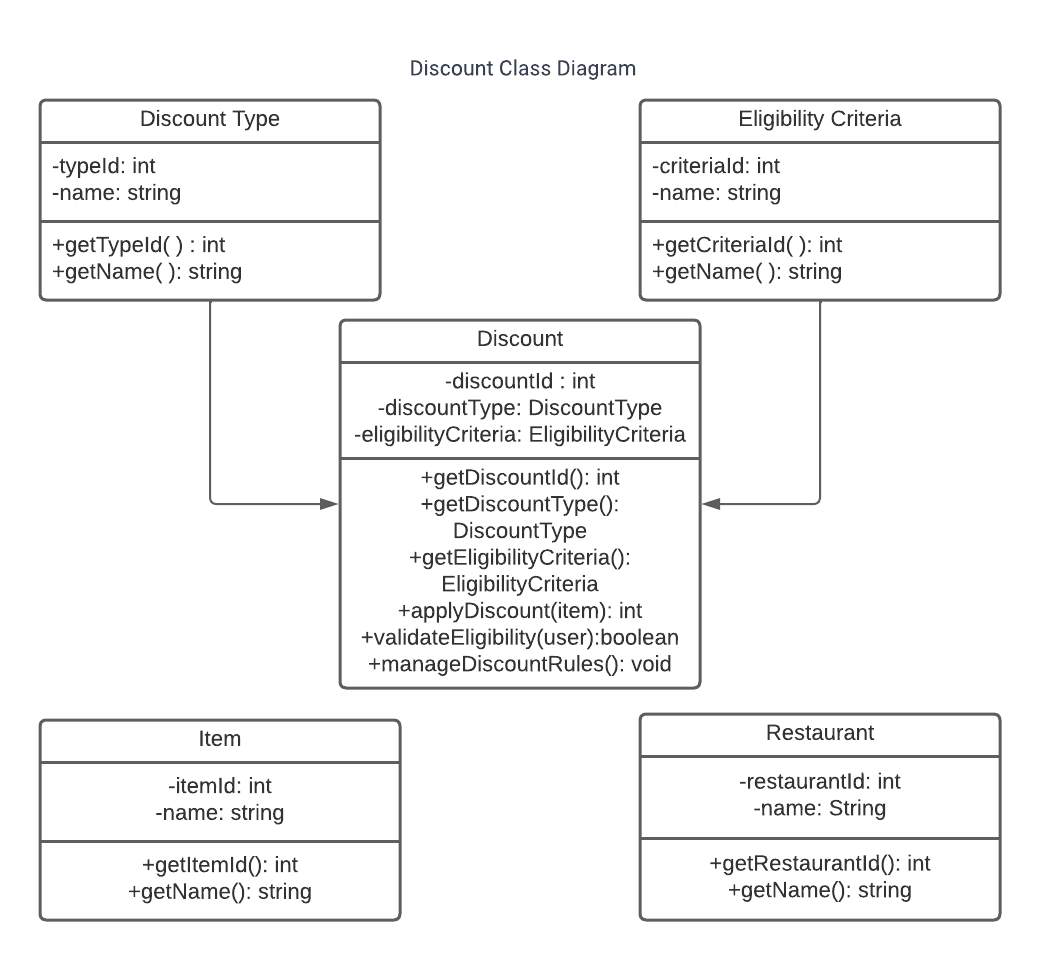 Discount Class Diagram
Discount Type
-typeId: int
-name: string
+getTypeId( ) : int
+getName( ): string
Eligibility Criteria
-criteriaId: int
-name: string
+getCriteriaId( ): int
+getName( ): string
Discount
-discountId : int
-discountType: DiscountType
-eligibilityCriteria: EligibilityCriteria
+getDiscountId(): int
+getDiscountType():
DiscountType
+getEligibilityCriteria():
EligibilityCriteria
+applyDiscount(item): int
+validateEligibility(user):boolean
+manageDiscountRules(): void
Item
-itemId: int
-name: string
+getItemId(): int
+getName(): string
Restaurant
-restaurantId: int
-name: String
+getRestaurantId(): int
+getName(): string